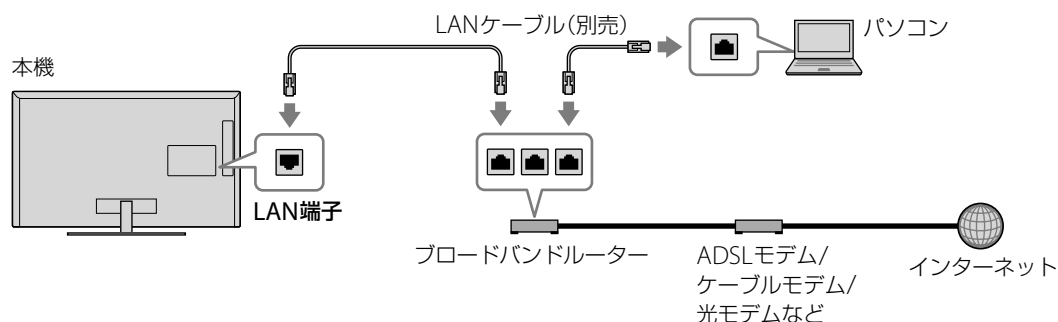 LANケーブル（別売）
パソコン
本機
LAN端子
ブロードバンドルーター
ADSLモデム/
ケーブルモデム/
光モデムなど
インターネット